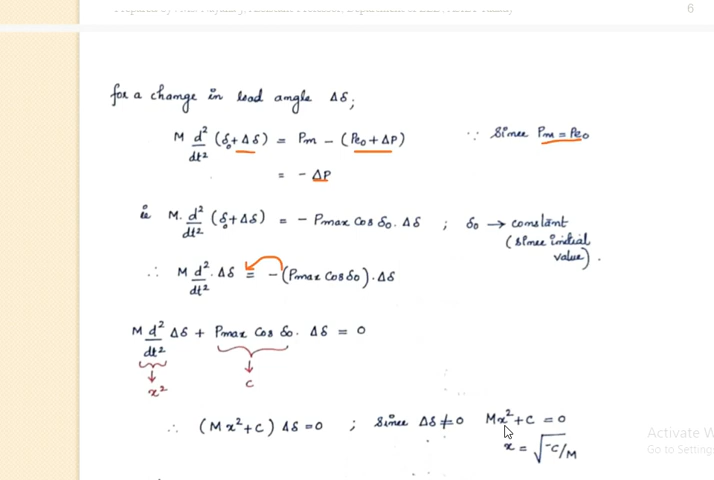 6
for a change in load angle Δδ;
M d²/dt² (δ₀ + Δδ) = Pm − (Pe₀ + ΔP) ∵ Since Pm = Pe₀
= − ΔP
ie M. d²/dt² (δ₀ + Δδ) = − Pmax Cos δ₀ . Δδ ; δ₀ → constant
(since initial
value) .
∴ M d²/dt² . Δδ = − (Pmax Cos δ₀) . Δδ
M d²/dt² Δδ + Pmax Cos δ₀ . Δδ = 0
x²
C
∴ (Mx² + C) Δδ = 0 ; Since Δδ ≠ 0 Mx² + C = 0
x = √-C/M
Activate W
Go to Setting